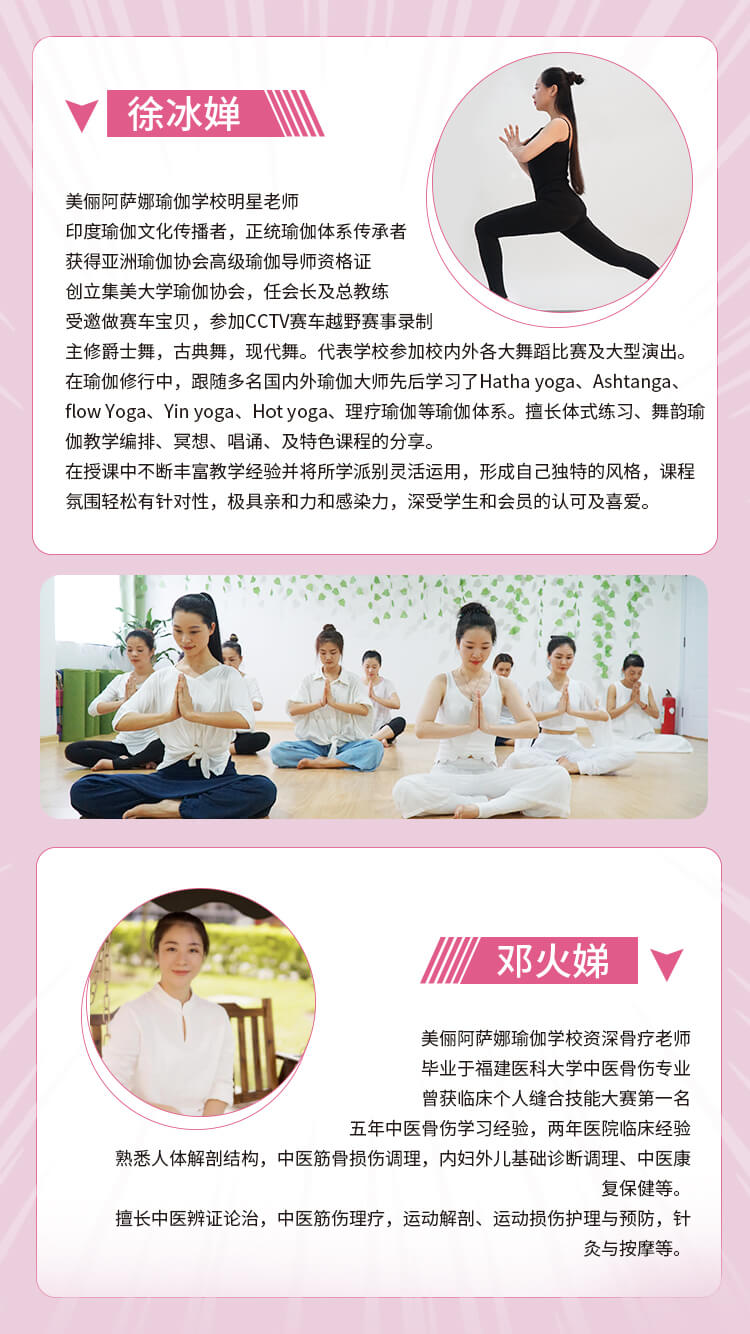 徐冰婵
美俪阿萨娜瑜伽学校明星老师
印度瑜伽文化传播者，正统瑜伽体系传承者
获得亚洲瑜伽协会高级瑜伽导师资格证
创立集美大学瑜伽协会，任会长及总教练
受邀做赛车宝贝，参加CCTV赛车越野赛事录制
主修爵士舞，古典舞，现代舞。代表学校参加校内外各大舞蹈比赛及大型演出。
在瑜伽修行中，跟随多名国内外瑜伽大师先后学习了Hatha yoga、Ashtanga、
flow Yoga、Yin yoga、Hot yoga、理疗瑜伽等瑜伽体系。擅长体式练习、舞韵瑜
伽教学编排、冥想、唱诵、及特色课程的分享。
在授课中不断丰富教学经验并将所学派别灵活运用，形成自己独特的风格，课程
氛围轻松有针对性，极具亲和力和感染力，深受学生和会员的认可及喜爱。
邓火娣
美俪阿萨娜瑜伽学校资深骨疗老师
毕业于福建医科大学中医骨伤专业
曾获临床个人缝合技能大赛第一名
五年中医骨伤学习经验，两年医院临床经验
熟悉人体解剖结构，中医筋骨损伤调理，内妇外儿基础诊断调理、中医康
复保健等。
擅长中医辨证论治，中医筋伤理疗，运动解剖、运动损伤护理与预防，针
灸与按摩等。